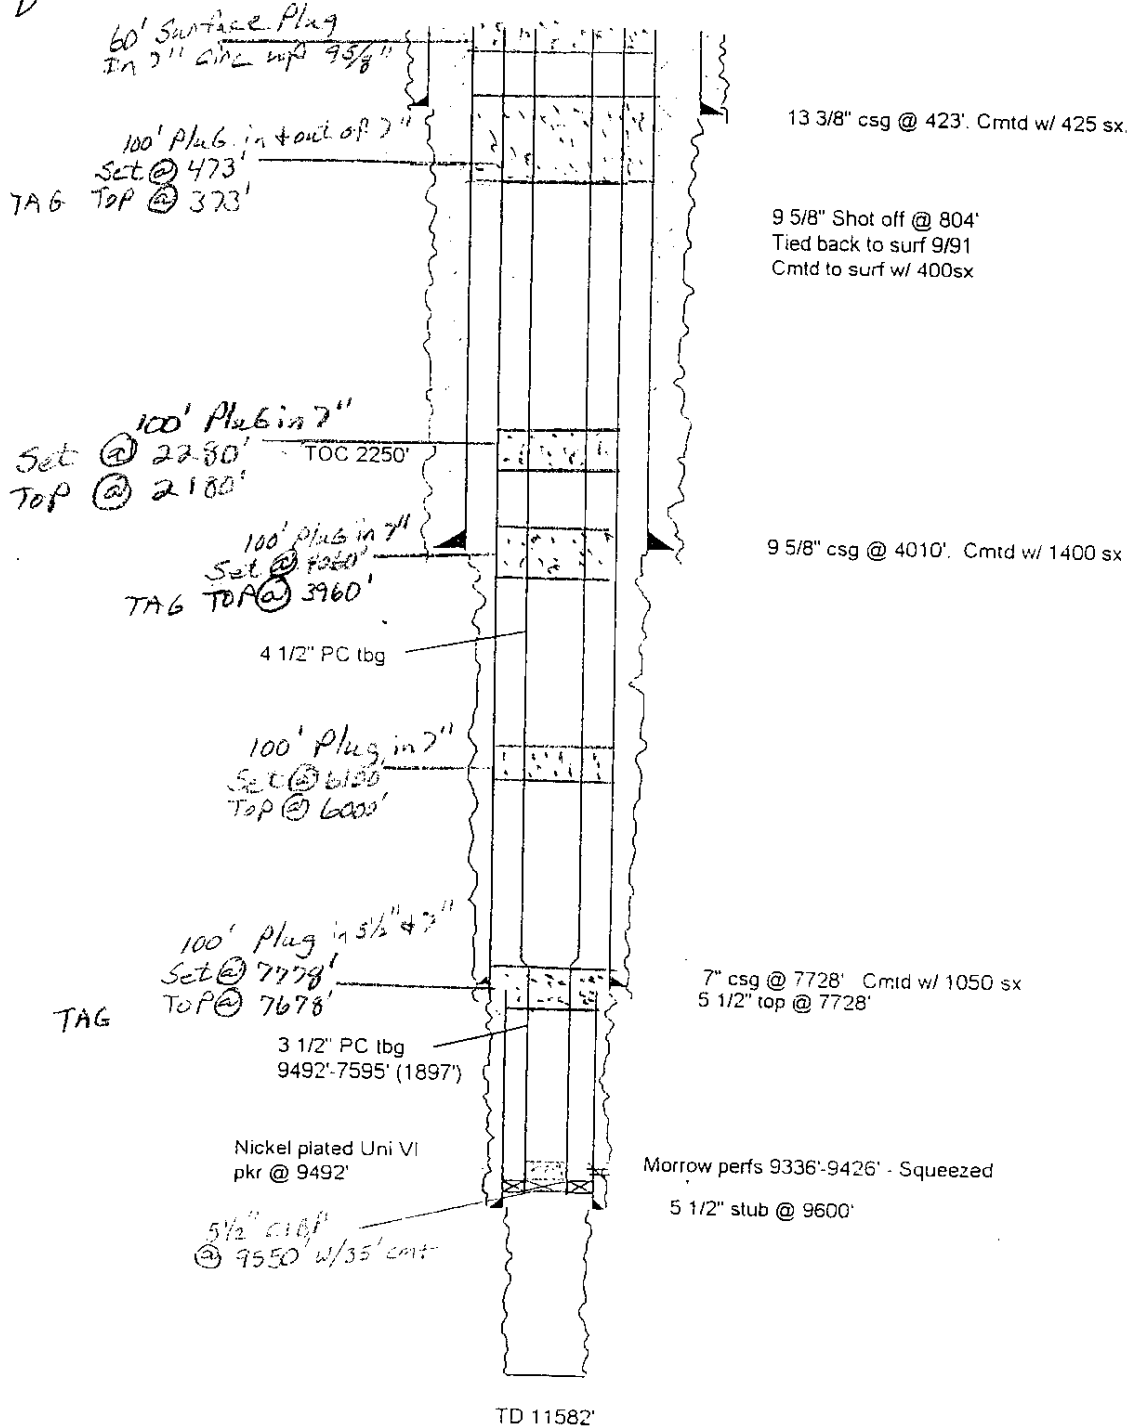 60' Surface Plug
In 7" circ up 9 5/8"
13 3/8" csg @ 423'. Cmtd w/ 425 sx.
100' Plug in & out of 7"
Set @ 473'
TAG Top @ 373'
9 5/8" Shot off @ 804'
Tied back to surf 9/91
Cmtd to surf w/ 400sx
100' Plug in 7"
Set @ 2280'
Top @ 2180'
TOC 2250'
100' Plug in 7"
Set @ 4060'
TAG TOP @ 3960'
9 5/8" csg @ 4010'. Cmtd w/ 1400 sx
4 1/2" PC tbg
100' Plug in 7"
Set @ 6100'
Top @ 6000'
100' Plug in 5 1/2" & 7"
Set @ 7778'
Top @ 7678'
TAG
7" csg @ 7728' Cmtd w/ 1050 sx
5 1/2" top @ 7728'
3 1/2" PC tbg
9492'-7595' (1897')
Nickel plated Uni VI
pkr @ 9492'
Morrow perfs 9336'-9426' - Squeezed
5 1/2" stub @ 9600'
5 1/2" CIBP
@ 9550' w/35' cmt
TD 11582'